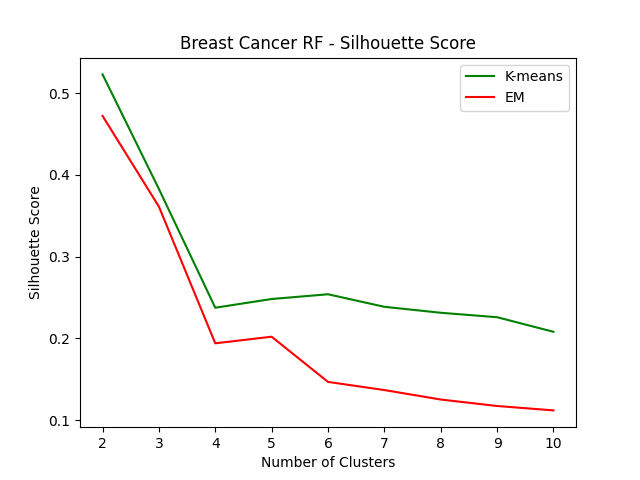 Breast Cancer RF - Silhouette Score
K-means
EM
Silhouette Score
0.5
0.4
0.3
0.2
0.1
2 3 4 5 6 7 8 9 10
Number of Clusters